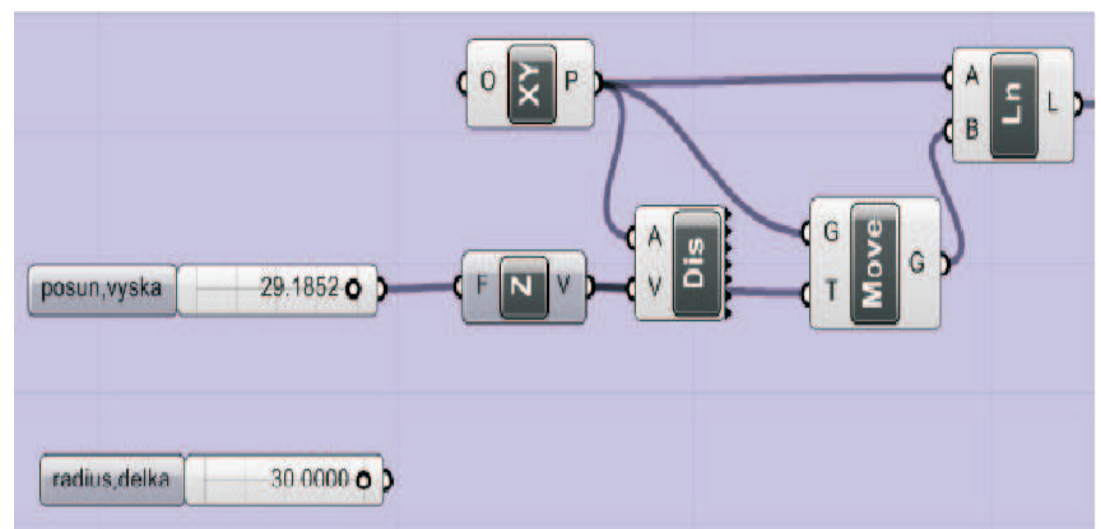 O XY P
A Ln L
B
A Dis
V
G Move G
T
F Z V
posun,vyska 29.1852
radius,delka 30.0000